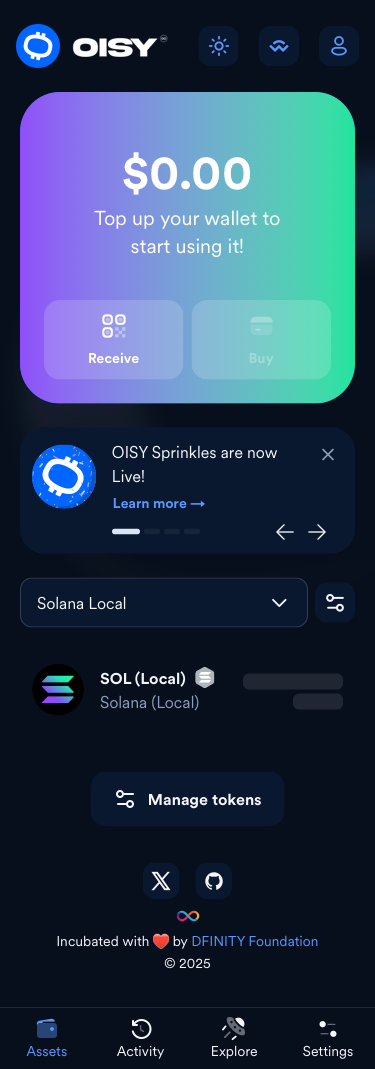 OISY
$0.00
Top up your wallet to
start using it!
Receive
Buy
OISY Sprinkles are now
Live!
Learn more →
Solana Local
SOL (Local)
Solana (Local)
Manage tokens
Incubated with ❤️ by DFINITY Foundation
© 2025
Assets
Activity
Explore
Settings